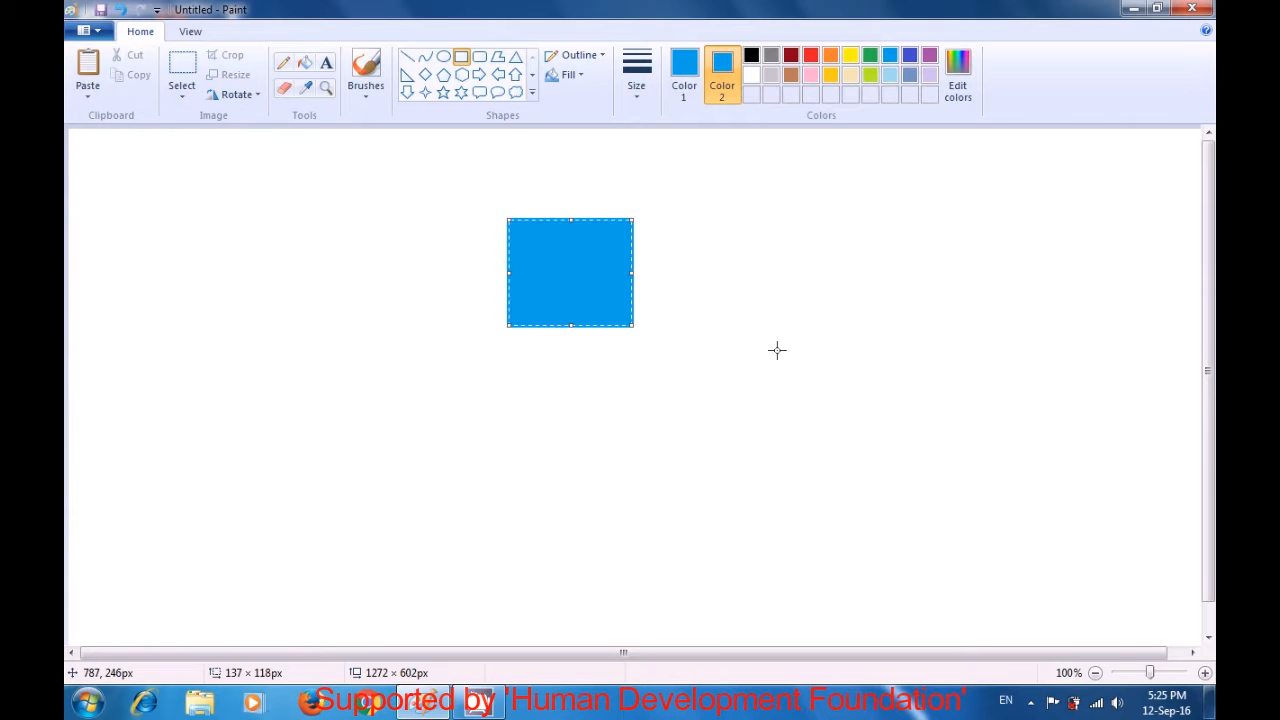 Untitled - Paint
Home View
Paste
Cut
Copy
Clipboard
Select
Crop
Resize
Rotate
Image
Tools
Brushes
Outline
Fill
Shapes
Size
Color 1
Color 2
Edit colors
Colors
787, 246px
137 × 118px
1272 × 602px
100%
Supported by 'Human Development Foundation'
EN
5:25 PM
12-Sep-16